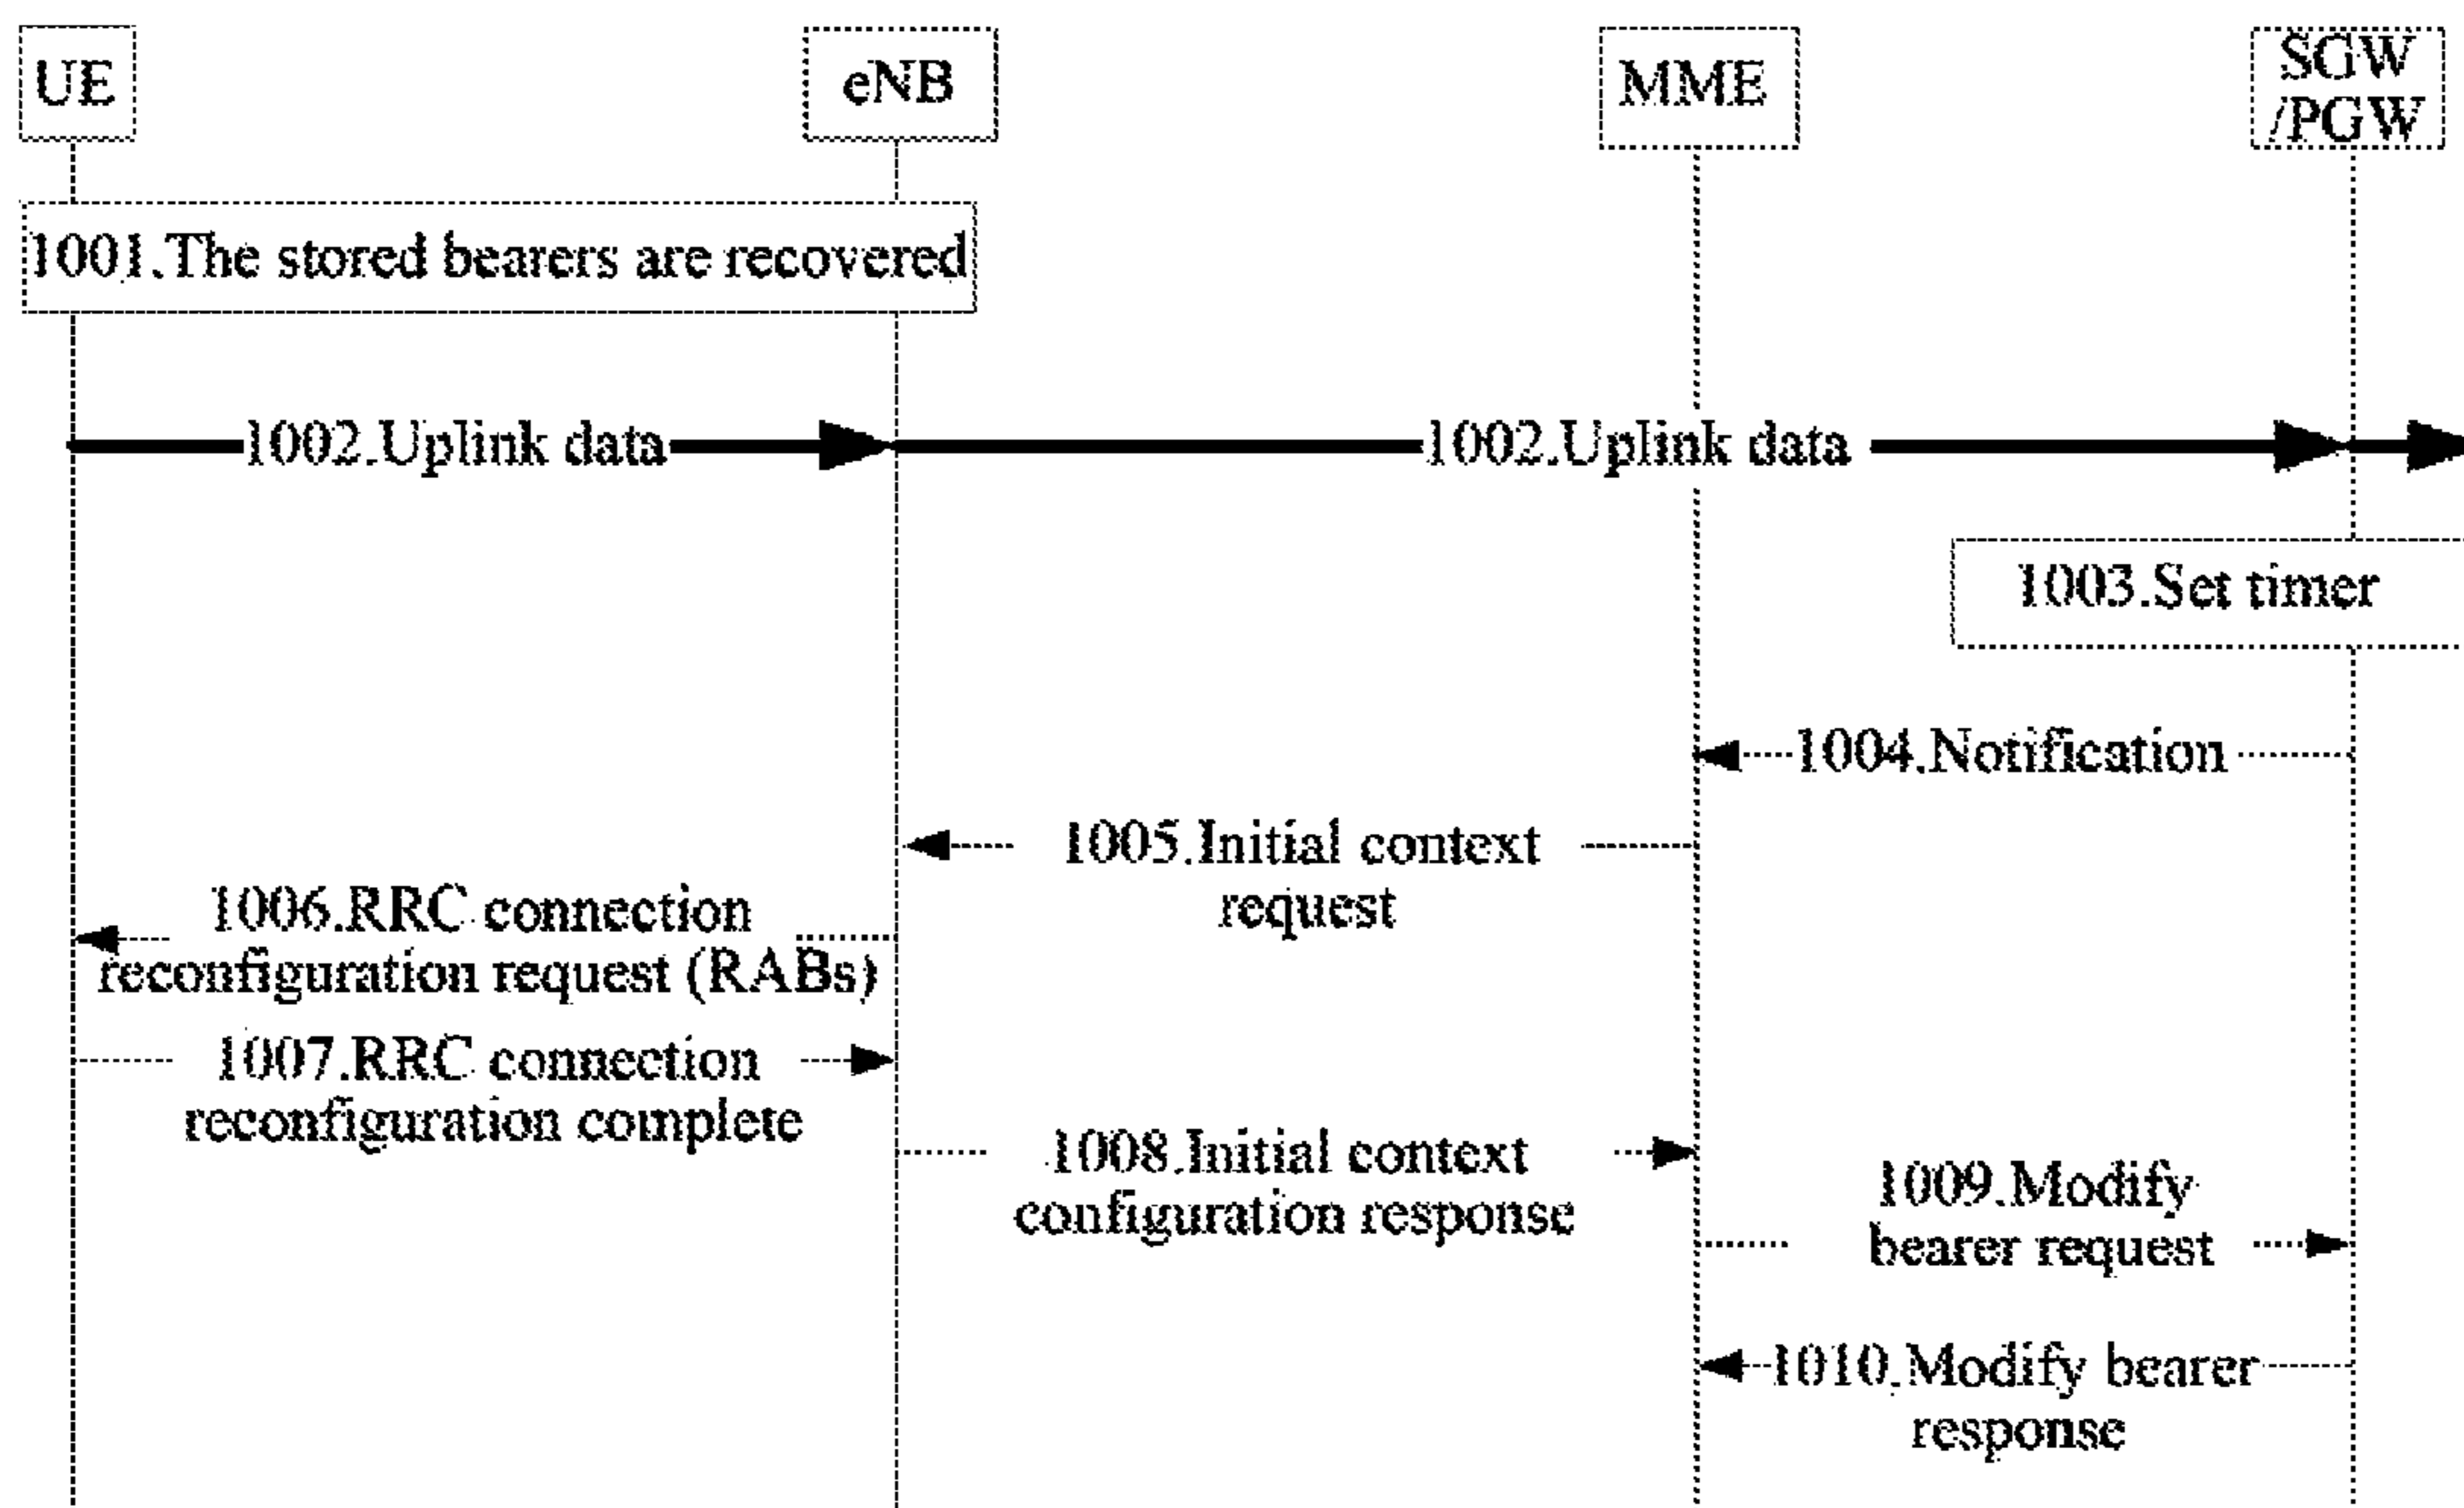 UE
eNB
MME
SGW
/PGW
1001.The stored bearers are recovered
1002.Uplink data
1002.Uplink data
1003.Set timer
1004.Notification
1005.Initial context
request
1006.RRC connection
reconfiguration request (RABs)
1007.RRC connection
reconfiguration complete
1008.Initial context
configuration response
1009.Modify
bearer request
1010.Modify bearer
response